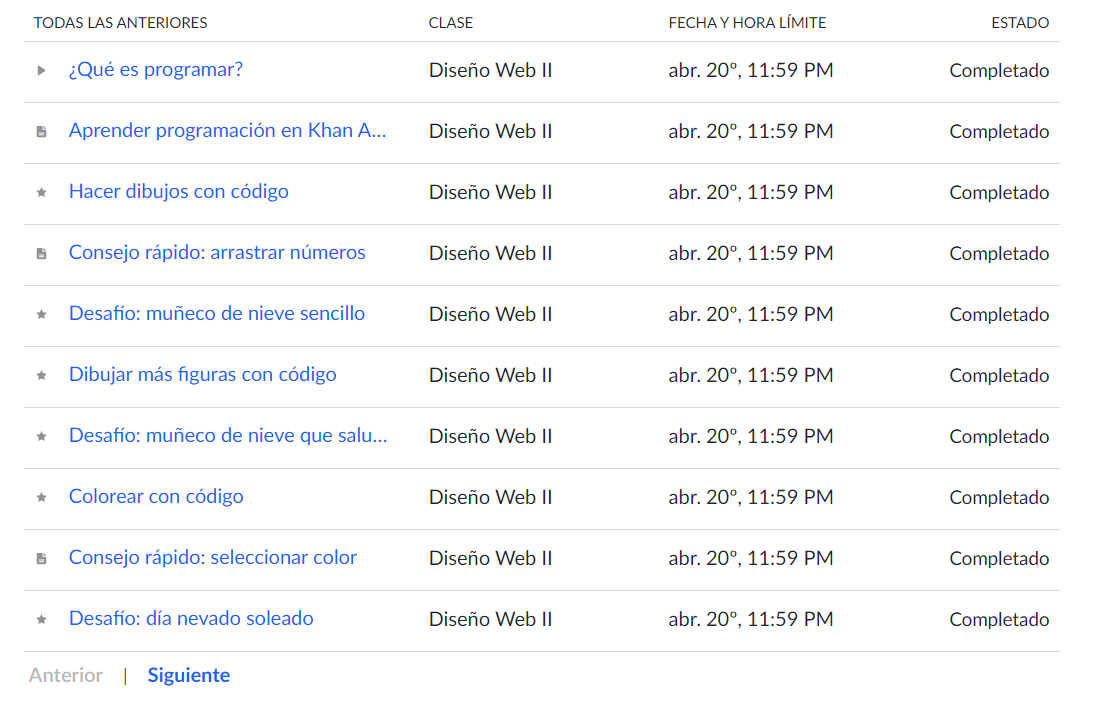 TODAS LAS ANTERIORES CLASE FECHA Y HORA LÍMITE ESTADO
¿Qué es programar? Diseño Web II abr. 20º, 11:59 PM Completado
Aprender programación en Khan A... Diseño Web II abr. 20º, 11:59 PM Completado
Hacer dibujos con código Diseño Web II abr. 20º, 11:59 PM Completado
Consejo rápido: arrastrar números Diseño Web II abr. 20º, 11:59 PM Completado
Desafío: muñeco de nieve sencillo Diseño Web II abr. 20º, 11:59 PM Completado
Dibujar más figuras con código Diseño Web II abr. 20º, 11:59 PM Completado
Desafío: muñeco de nieve que salu... Diseño Web II abr. 20º, 11:59 PM Completado
Colorear con código Diseño Web II abr. 20º, 11:59 PM Completado
Consejo rápido: seleccionar color Diseño Web II abr. 20º, 11:59 PM Completado
Desafío: día nevado soleado Diseño Web II abr. 20º, 11:59 PM Completado
Anterior | Siguiente